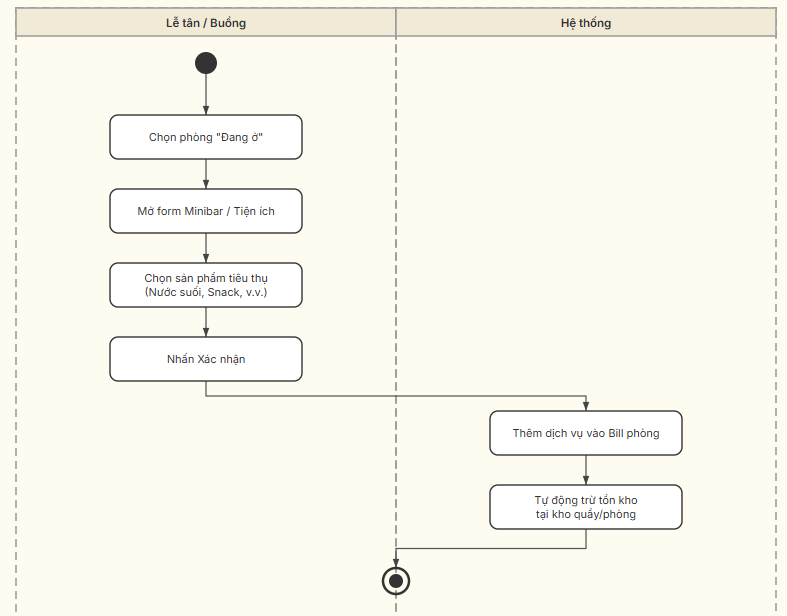 Lễ tân / Buồng
Hệ thống
Chọn phòng "Đang ở"
Mở form Minibar / Tiện ích
Chọn sản phẩm tiêu thụ
(Nước suối, Snack, v.v.)
Nhấn Xác nhận
Thêm dịch vụ vào Bill phòng
Tự động trừ tồn kho
tại kho quầy/phòng